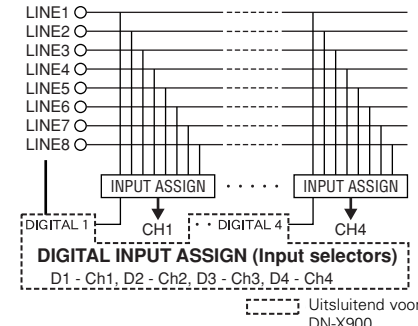 LINE1
LINE2
LINE3
LINE4
LINE5
LINE6
LINE7
LINE8
INPUT ASSIGN
INPUT ASSIGN
DIGITAL 1
CH1
DIGITAL 4
CH4
DIGITAL INPUT ASSIGN (Input selectors)
D1 - Ch1, D2 - Ch2, D3 - Ch3, D4 - Ch4
Uitsluitend voor
DN-X900